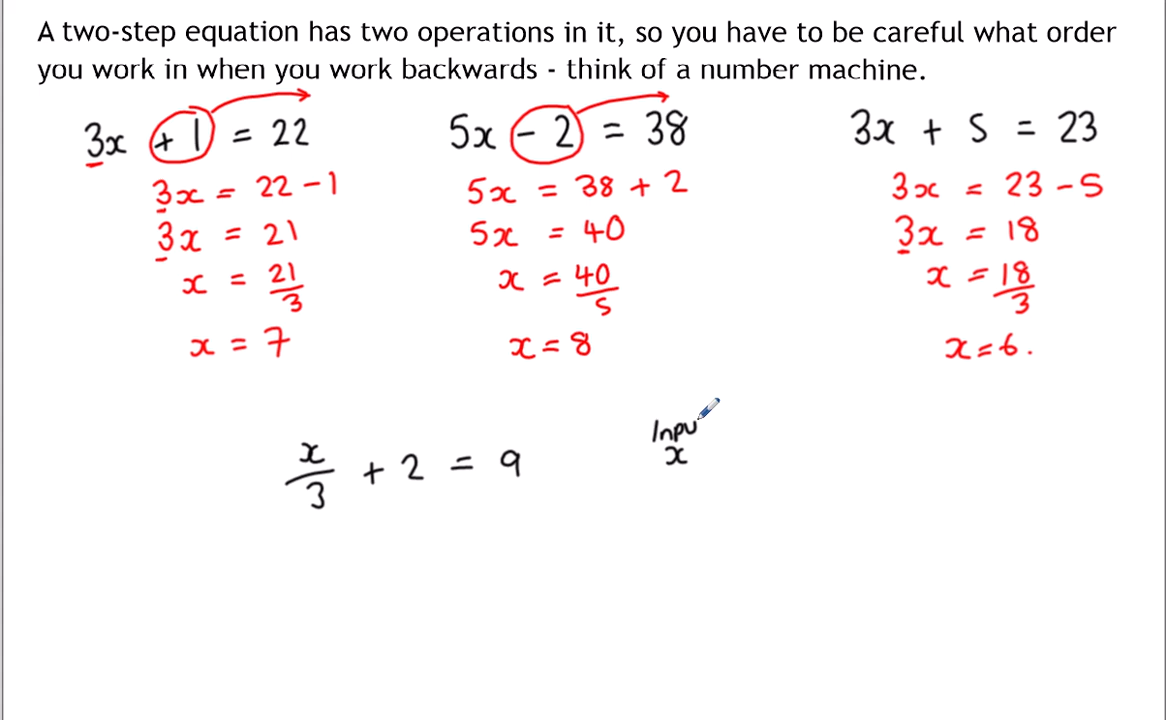 A two-step equation has two operations in it, so you have to be careful what order
you work in when you work backwards - think of a number machine.
3x + 1 = 22
3x = 22 - 1
3x = 21
x = 21/3
x = 7
5x - 2 = 38
5x = 38 + 2
5x = 40
x = 40/5
x = 8
3x + 5 = 23
3x = 23 - 5
3x = 18
x = 18/3
x = 6.
x/3 + 2 = 9
Inpu
x